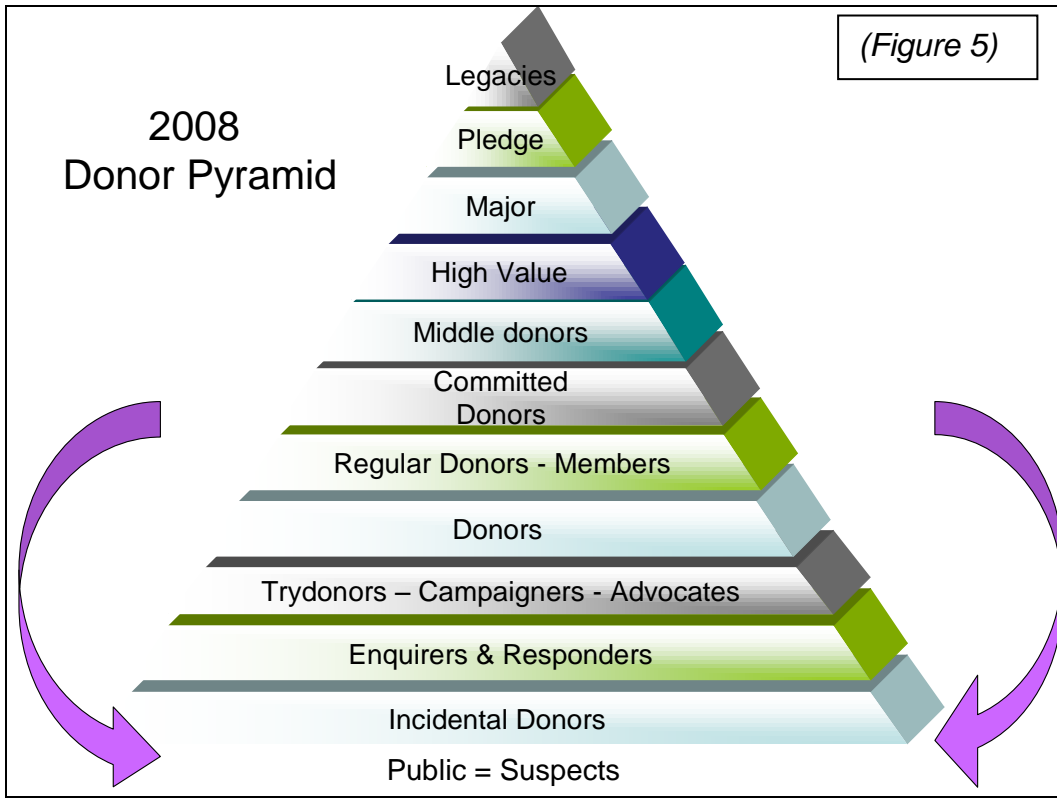 (Figure 5)
2008
Donor Pyramid
Legacies
Pledge
Major
High Value
Middle donors
Committed
Donors
Regular Donors - Members
Donors
Trydonors – Campaigners - Advocates
Enquirers & Responders
Incidental Donors
Public = Suspects